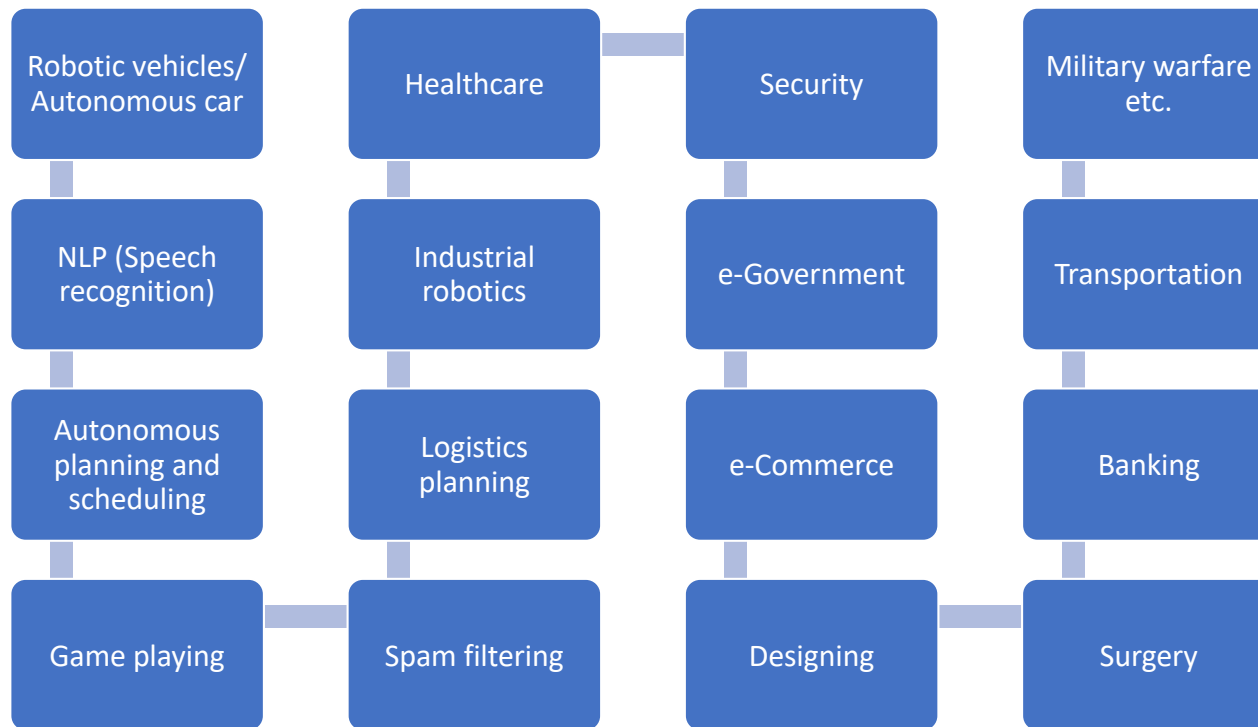 Robotic vehicles/
Autonomous car
NLP (Speech
recognition)
Autonomous
planning and
scheduling
Game playing
Spam filtering
Logistics
planning
Industrial
robotics
Healthcare
Security
e-Government
e-Commerce
Designing
Surgery
Banking
Transportation
Military warfare
etc.